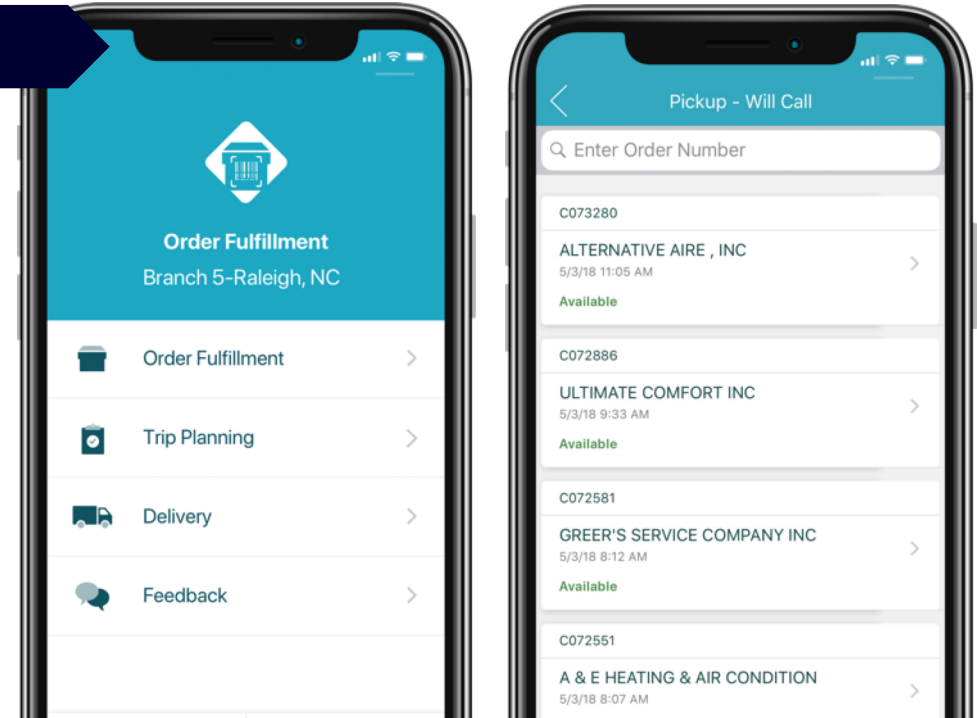 Order Fulfillment
Branch 5-Raleigh, NC
Order Fulfillment
Trip Planning
Delivery
Feedback
Pickup - Will Call
Enter Order Number
C073280
ALTERNATIVE AIRE , INC
5/3/18 11:05 AM
Available
C072886
ULTIMATE COMFORT INC
5/3/18 9:33 AM
Available
C072581
GREER'S SERVICE COMPANY INC
5/3/18 8:12 AM
Available
C072551
A & E HEATING & AIR CONDITION
5/3/18 8:07 AM